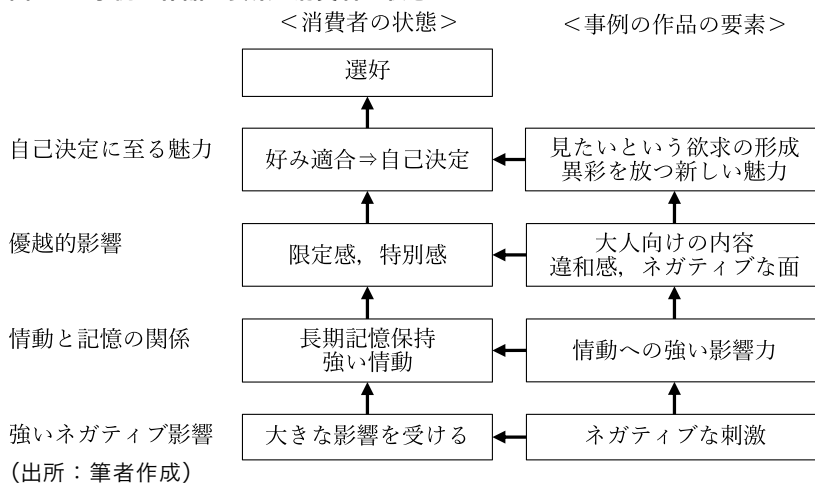 ＜消費者の状態＞
＜事例の作品の要素＞
選好
自己決定に至る魅力
好み適合⇒自己決定
見たいという欲求の形成
異彩を放つ新しい魅力
優越的影響
限定感，特別感
大人向けの内容
違和感，ネガティブな面
情動と記憶の関係
長期記憶保持
強い情動
情動への強い影響力
強いネガティブ影響
大きな影響を受ける
ネガティブな刺激
(出所：筆者作成)